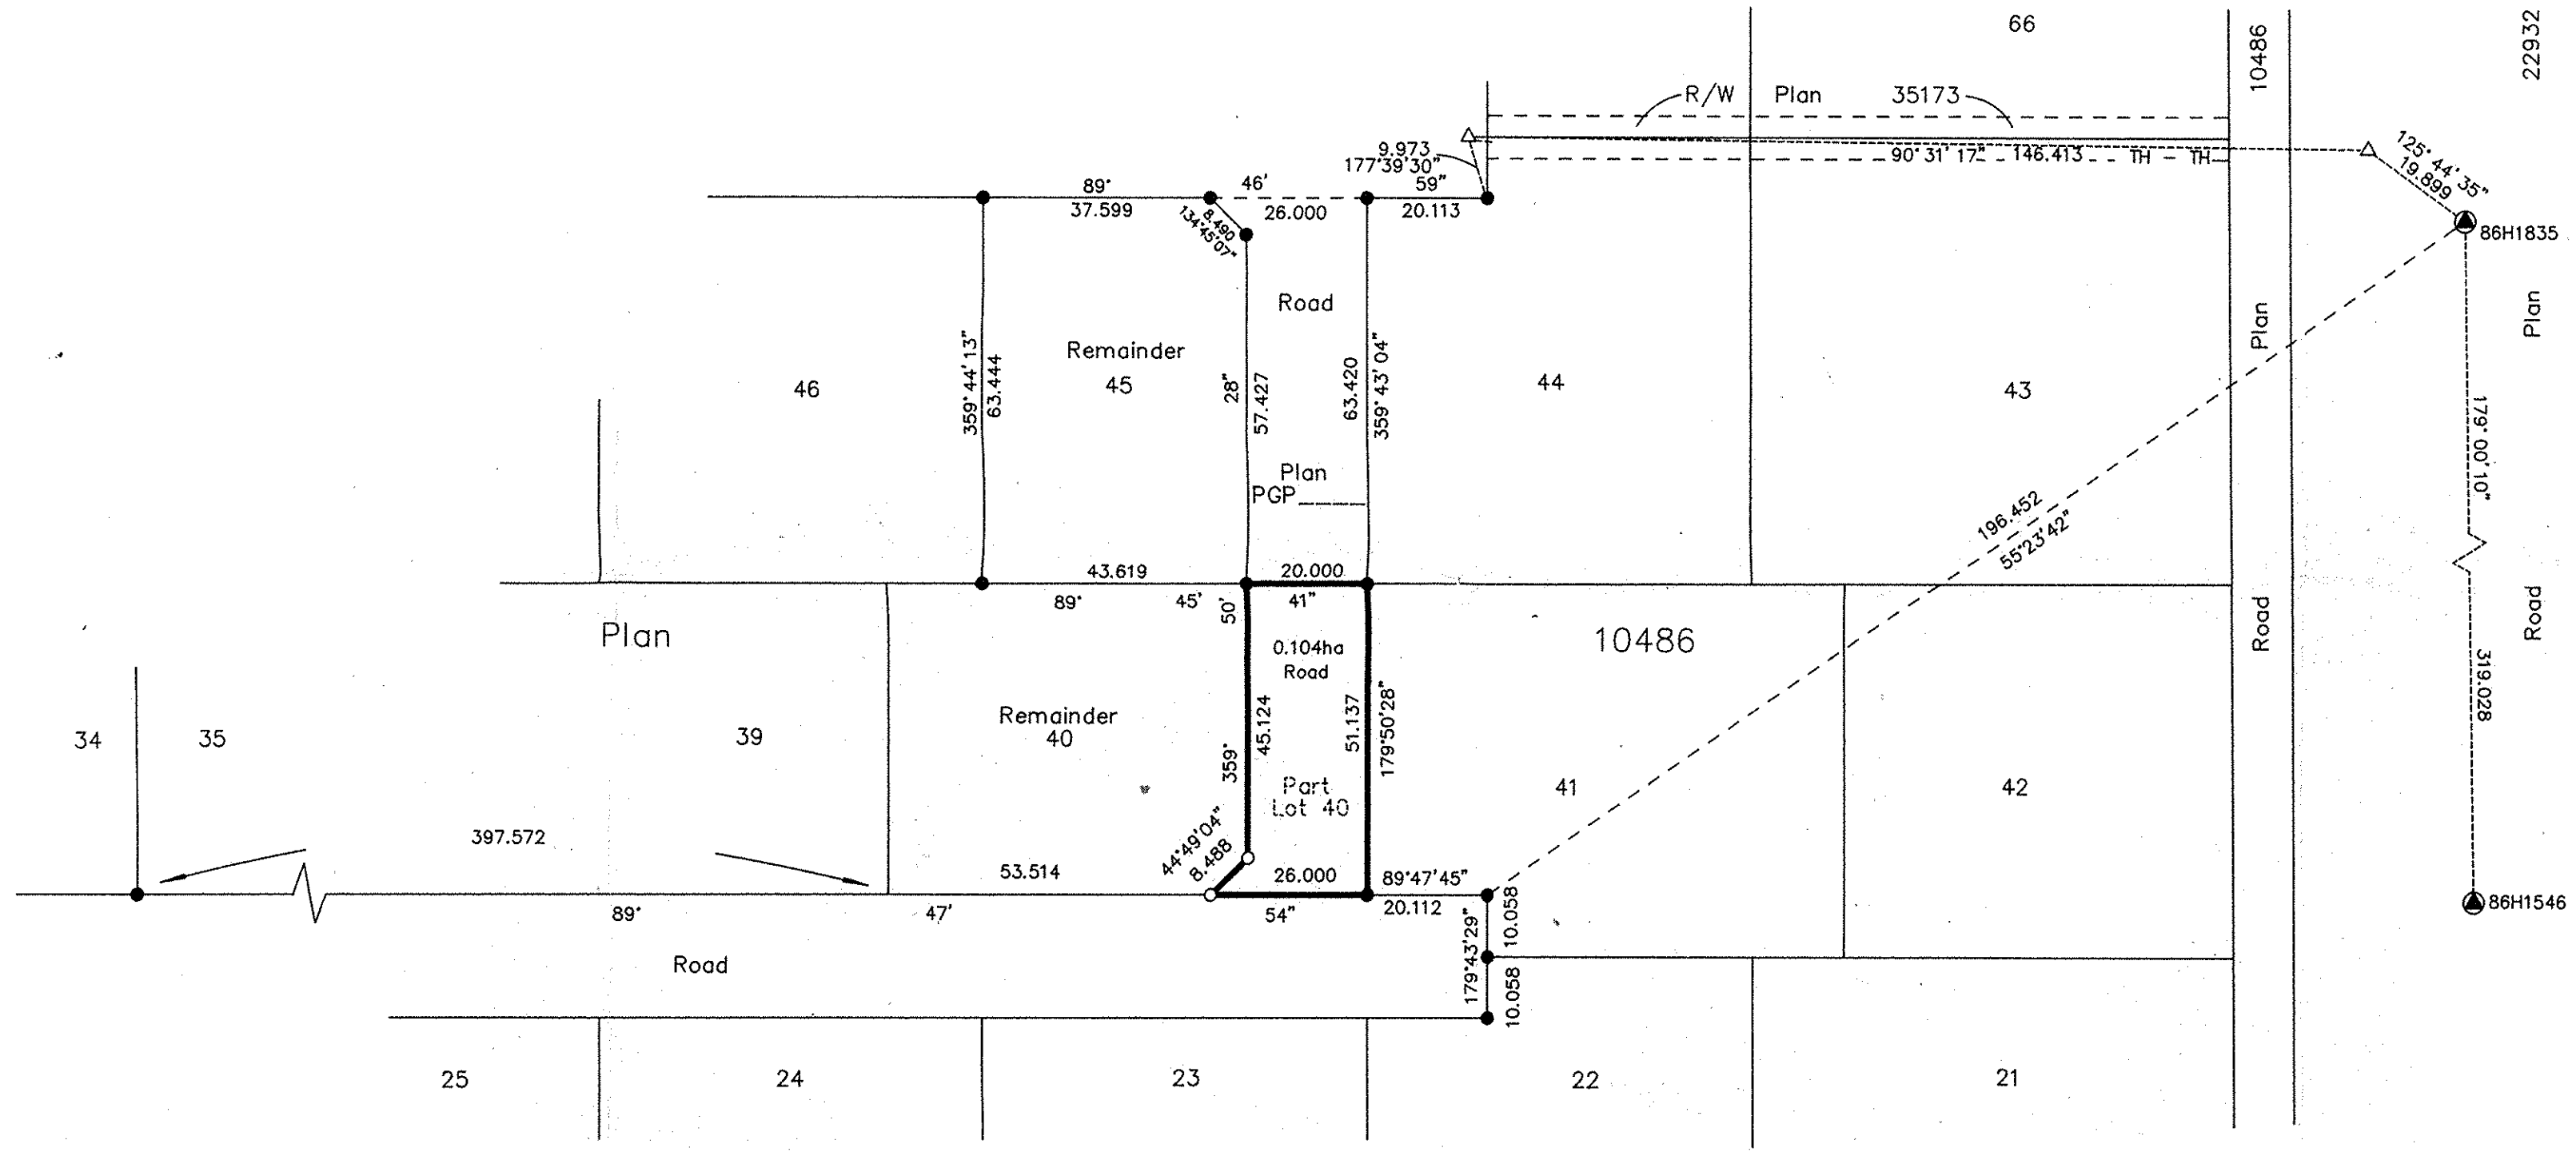 66
10486
22932
R/W Plan 35173
9.973
177°39'30"
90°31'17" 146.413 TH TH
125°44'35"
19.899
86H1835
89° 46' 59"
37.599 26.000 20.113
8.490
134°45'07"
Road
Plan
Plan
359°44'13"
63.444
Remainder
45
28"
57.427
63.420
359°43'04"
46
44
43
179°00'10"
Plan
PGP
196.452
55°23'42"
43.619 20.000
89° 45' 41"
50'
Plan
10486
Road
Road
0.104ha
Road
319.028
45.124
51.137
179°50'28"
Remainder
40
34
35
39
359°
Part
Lot 40
41
42
397.572
44°49'04"
8.488
53.514 26.000 89°47'45"
20.112
89° 47' 54"
10.058
86H1546
179°43'29"
Road
10.058
25
24
23
22
21